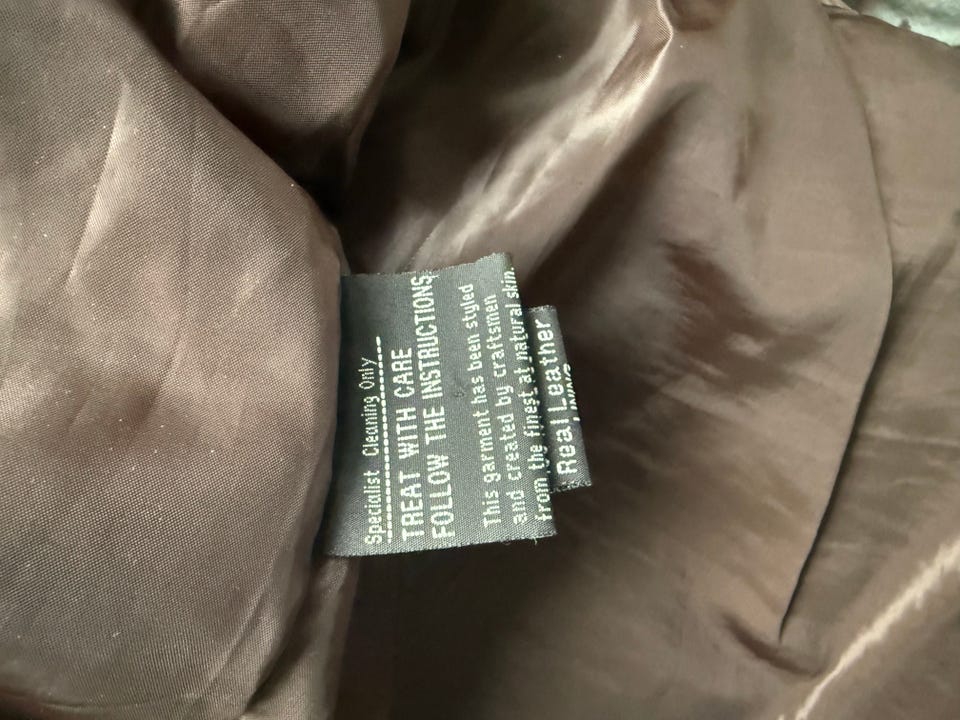 Specialist Cleaning Only
TREAT WITH CARE
FOLLOW THE INSTRUCTIONS
This garment has been styled
and created by craftsmen
from the finest at natural skin.
Real Leather